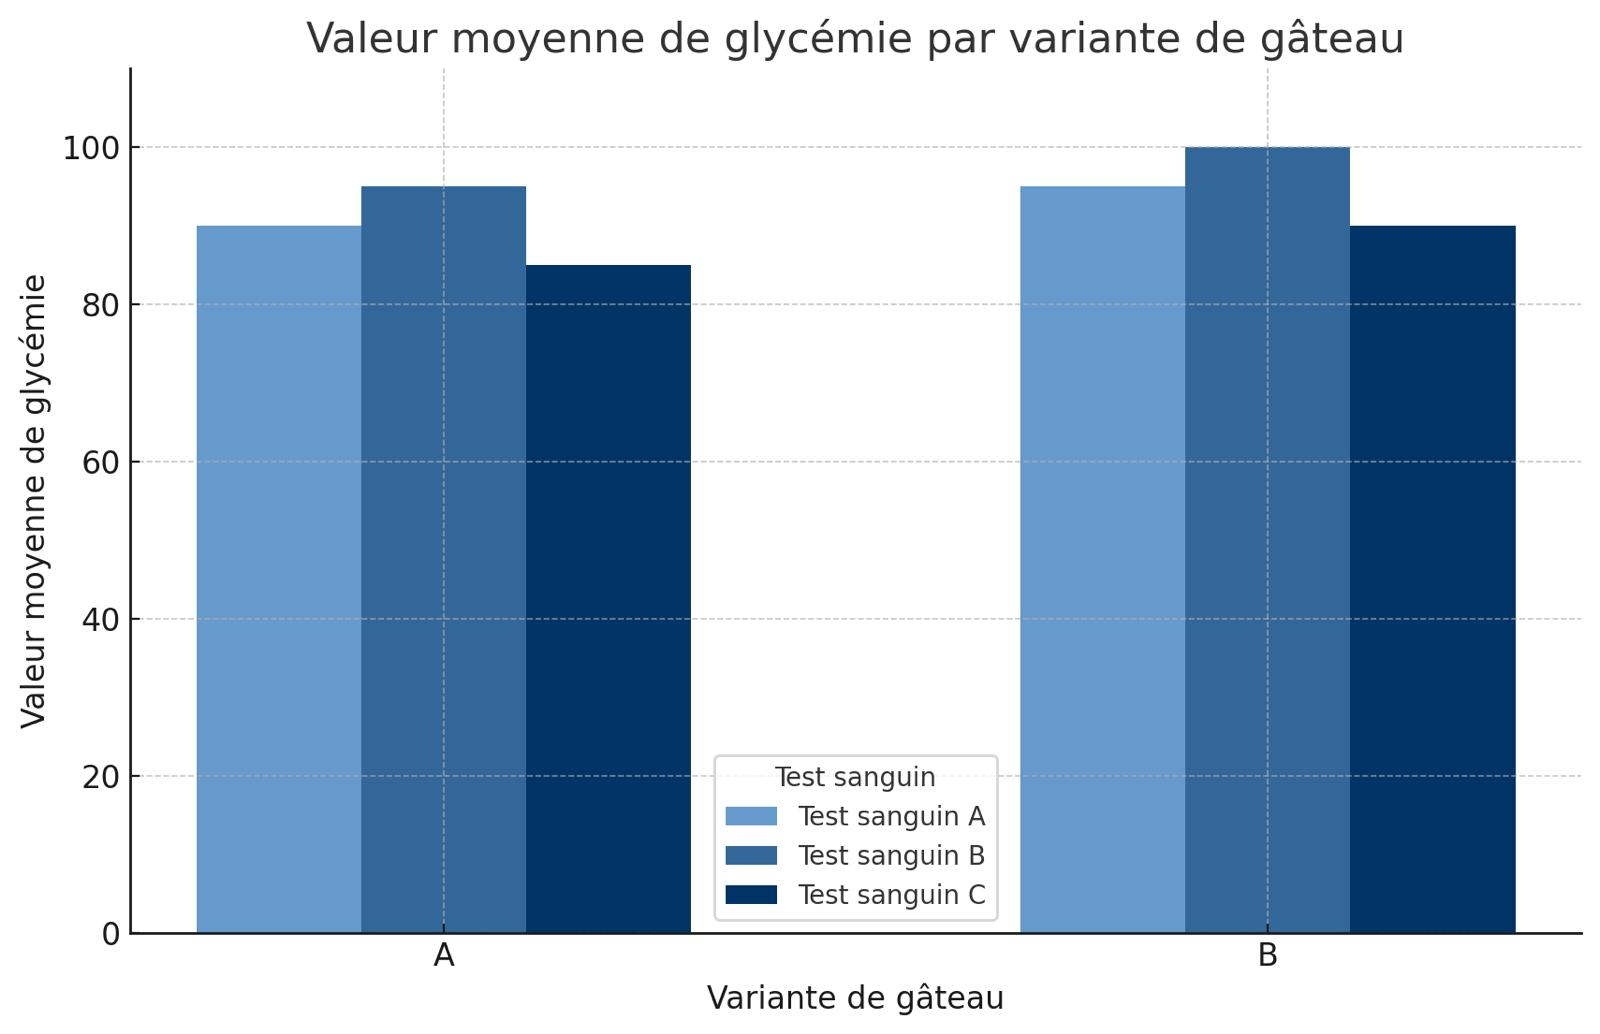 Valeur moyenne de glycémie par variante de gâteau
Valeur moyenne de glycémie
100
80
60
40
20
0
Test sanguin
Test sanguin A
Test sanguin B
Test sanguin C
A
B
Variante de gâteau